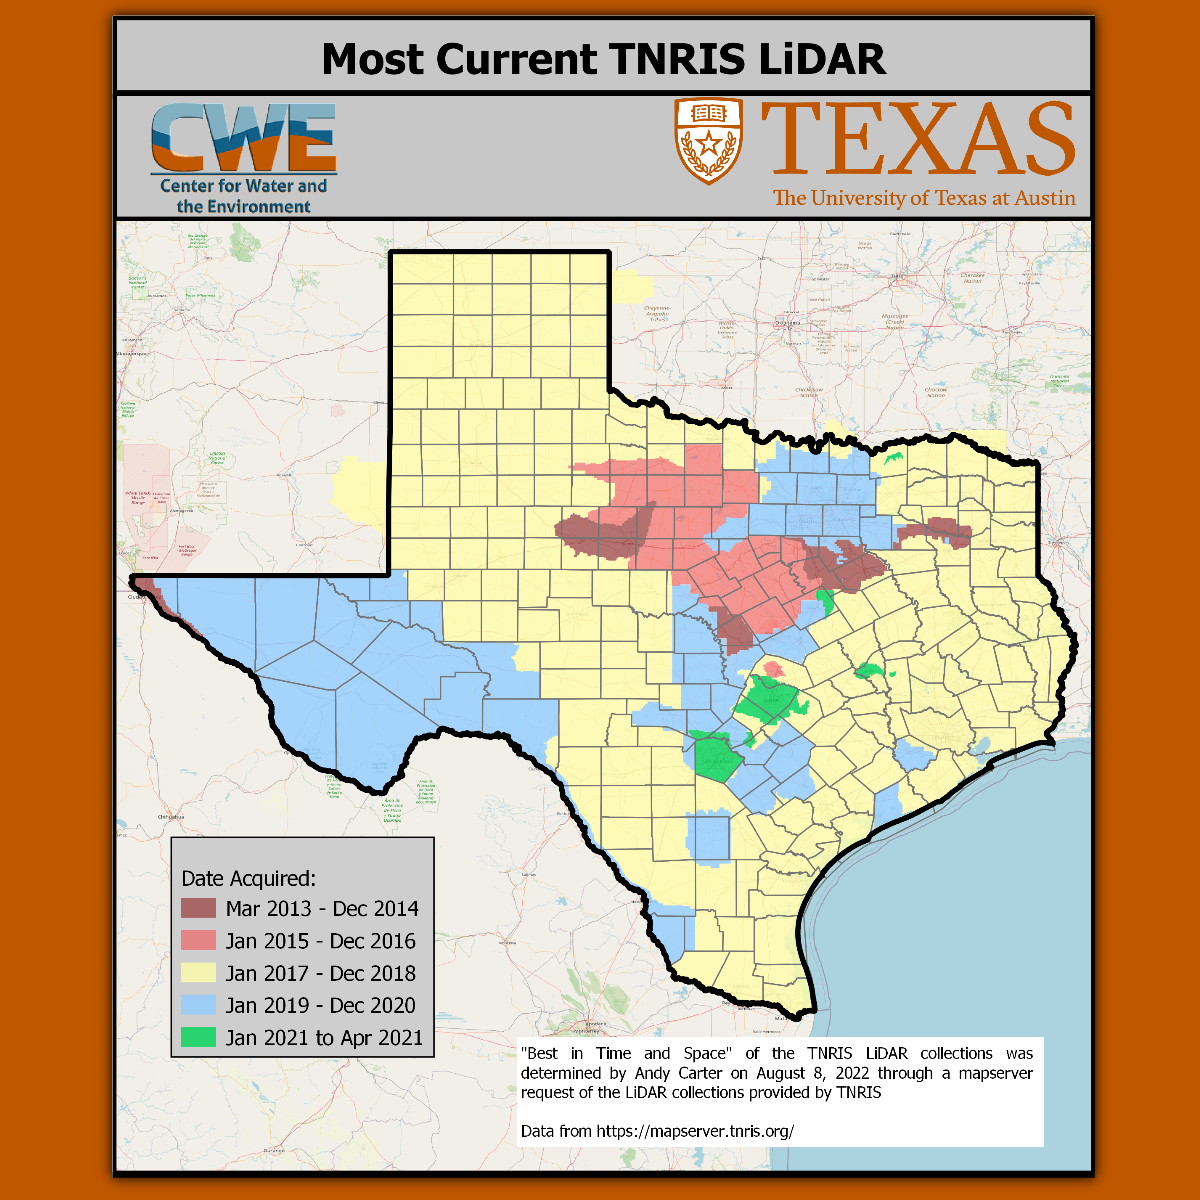 Most Current TNRIS LiDAR
CWE
Center for Water and
the Environment
TEXAS
The University of Texas at Austin
Date Acquired:
Mar 2013 - Dec 2014
Jan 2015 - Dec 2016
Jan 2017 - Dec 2018
Jan 2019 - Dec 2020
Jan 2021 to Apr 2021
"Best in Time and Space" of the TNRIS LiDAR collections was
determined by Andy Carter on August 8, 2022 through a mapserver
request of the LiDAR collections provided by TNRIS
Data from https://mapserver.tnris.org/